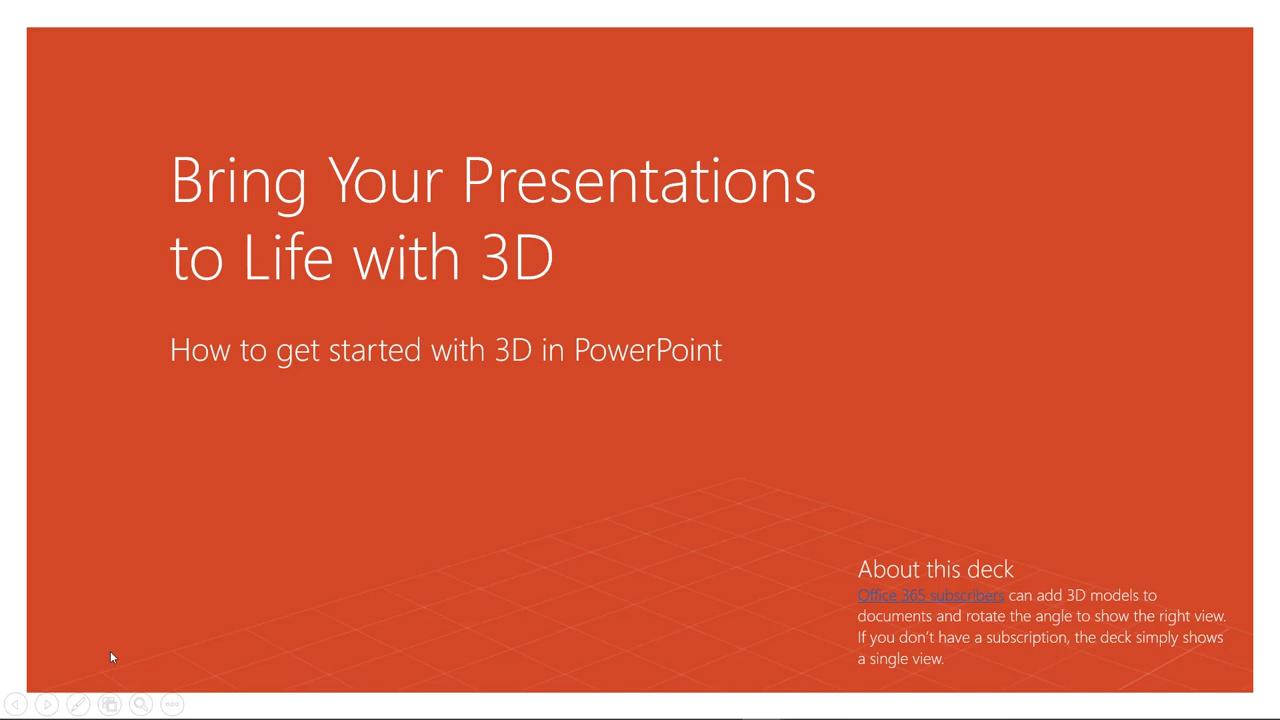 Bring Your Presentations
to Life with 3D
How to get started with 3D in PowerPoint
About this deck
Office 365 subscribers can add 3D models to
documents and rotate the angle to show the right view.
If you don’t have a subscription, the deck simply shows
a single view.